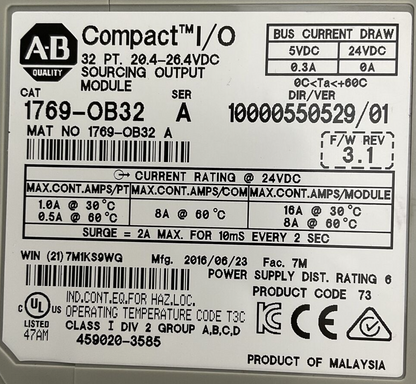 A-B
QUALITY
Compact™ I/O
32 PT. 20.4-26.4VDC
SOURCING OUTPUT
MODULE
BUS CURRENT DRAW
5VDC 24VDC
0.3A 0A
0C<Ta<+60C
CAT SER DIR/VER
1769-OB32 A 10000550529/01
MAT NO 1769-OB32 A
F/W REV
3.1
CURRENT RATING @ 24VDC
MAX.CONT.AMPS/PT MAX.CONT.AMPS/COM MAX.CONT.AMPS/MODULE
1.0A @ 30°C
0.5A @ 60°C
8A @ 60°C
16A @ 30°C
8A @ 60°C
SURGE = 2A MAX. FOR 10mS EVERY 2 SEC
WIN (21)7M1KS9WG Mfg. 2016/06/23 Fac. 7M
POWER SUPPLY DIST. RATING 6
PRODUCT CODE 73
C UL US
LISTED
47AM
IND.CONT.EQ.FOR HAZ.LOC.
OPERATING TEMPERATURE CODE T3C
CLASS I DIV 2 GROUP A,B,C,D
459020-3585
CE
PRODUCT OF MALAYSIA